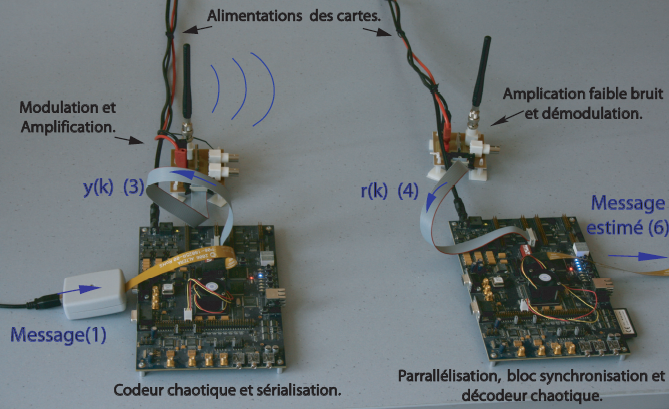 Alimentations des cartes.
Modulation et
Amplification.
Amplication faible bruit
et démodulation.
y(k) (3)
r(k) (4)
Message
estimé (6)
Message(1)
Codeur chaotique et sérialisation.
Parrallélisation, bloc synchronisation et
décodeur chaotique.